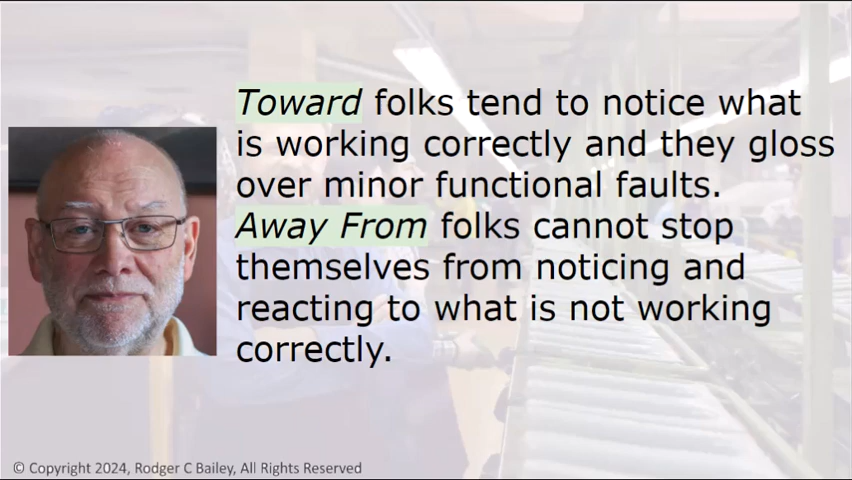 Toward folks tend to notice what
is working correctly and they gloss
over minor functional faults.
Away From folks cannot stop
themselves from noticing and
reacting to what is not working
correctly.
© Copyright 2024, Rodger C Bailey, All Rights Reserved